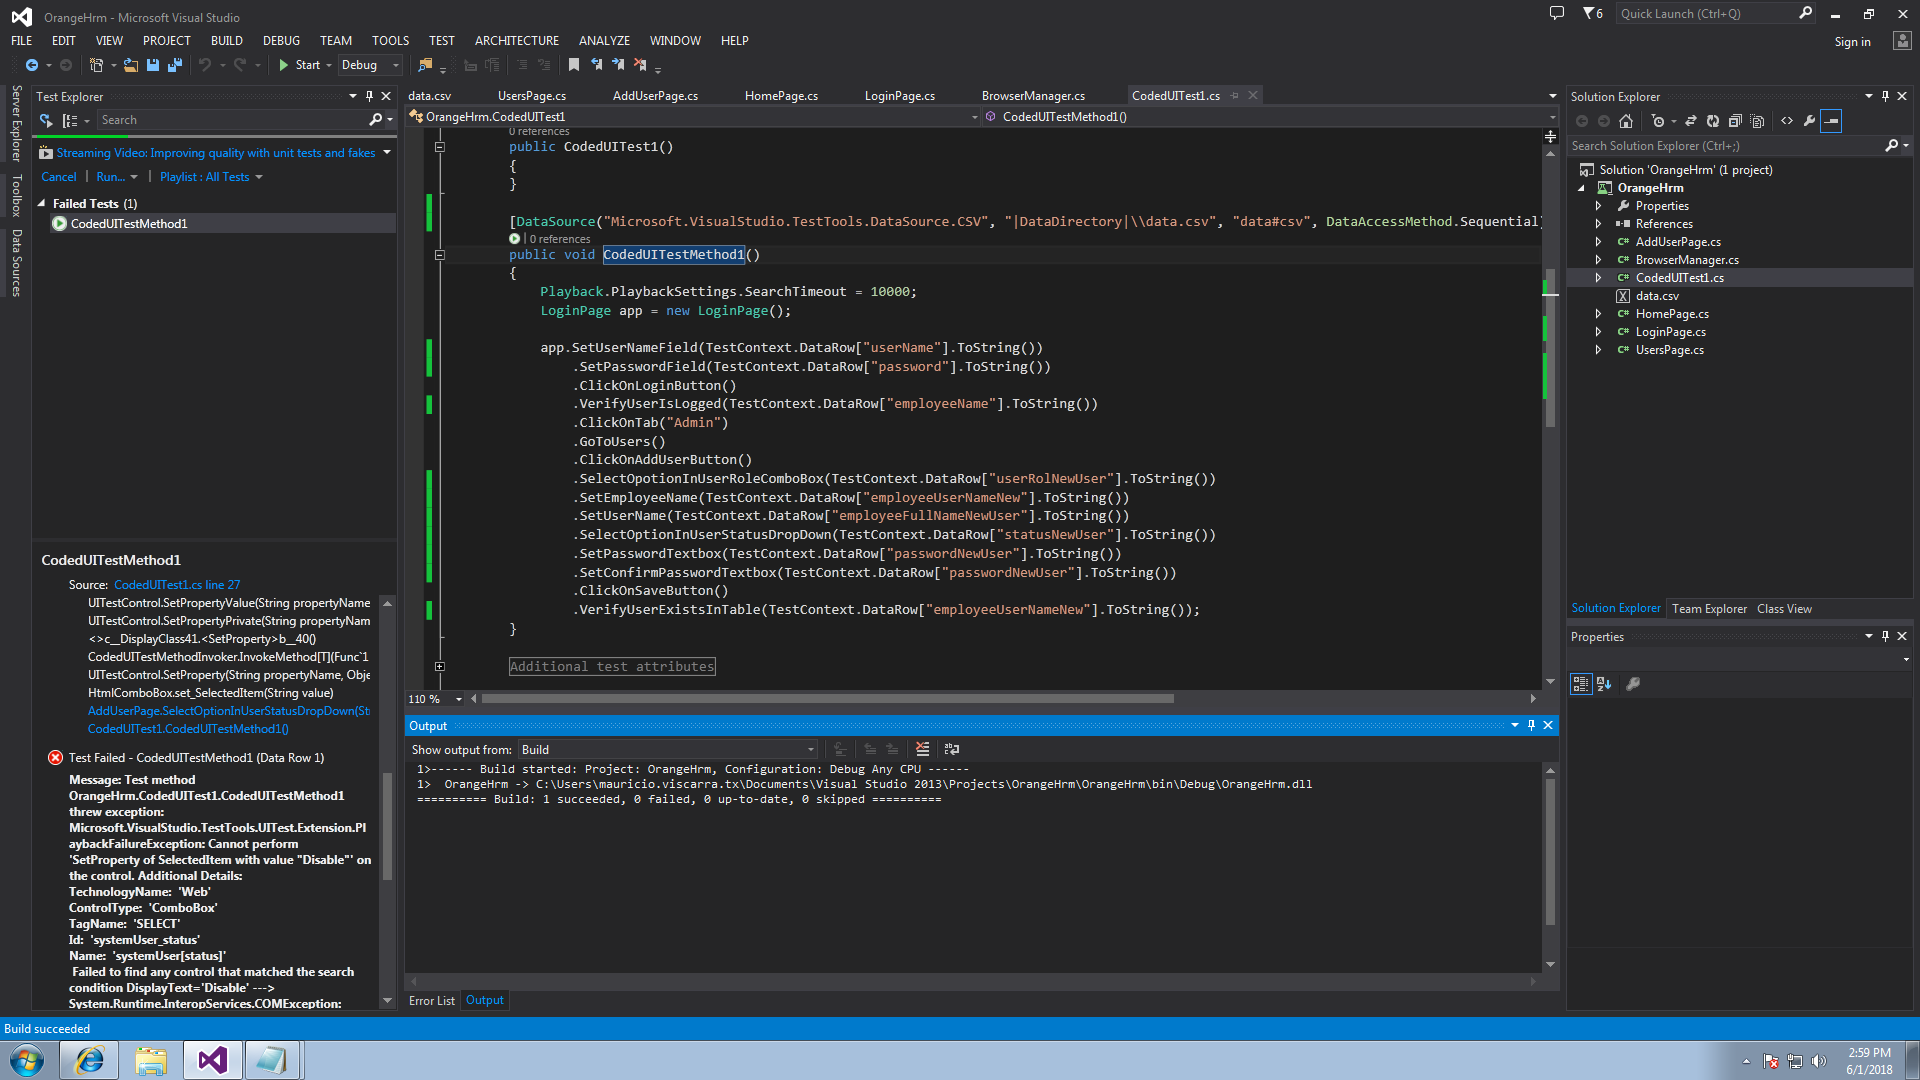 OrangeHrm - Microsoft Visual Studio
6
Quick Launch (Ctrl+Q)
FILE EDIT VIEW PROJECT BUILD DEBUG TEAM TOOLS TEST ARCHITECTURE ANALYZE WINDOW HELP
Sign in
Start Debug
Server Explorer
Toolbox
Data Sources
Test Explorer
Search
Streaming Video: Improving quality with unit tests and fakes
Cancel Run... Playlist : All Tests
Failed Tests (1)
CodedUITestMethod1
CodedUITestMethod1
Source: CodedUITest1.cs line 27
UITestControl.SetPropertyValue(String propertyName
UITestControl.SetPropertyPrivate(String propertyNam
<>c__DisplayClass41.<SetProperty>b__40()
CodedUITestMethodInvoker.InvokeMethod[T](Func`1
UITestControl.SetProperty(String propertyName, Obje
HtmlComboBox.set_SelectedItem(String value)
AddUserPage.SelectOptionInUserStatusDropDown(Str
CodedUITest1.CodedUITestMethod1()
Test Failed - CodedUITestMethod1 (Data Row 1)
Message: Test method
OrangeHrm.CodedUITest1.CodedUITestMethod1
threw exception:
Microsoft.VisualStudio.TestTools.UITest.Extension.Pl
aybackFailureException: Cannot perform
'SetProperty of SelectedItem with value "Disable"' on
the control. Additional Details:
TechnologyName: 'Web'
ControlType: 'ComboBox'
TagName: 'SELECT'
Id: 'systemUser_status'
Name: 'systemUser[status]'
Failed to find any control that matched the search
condition DisplayText='Disable' --->
System.Runtime.InteropServices.COMException:
data.csv UsersPage.cs AddUserPage.cs HomePage.cs LoginPage.cs BrowserManager.cs CodedUITest1.cs
OrangeHrm.CodedUITest1 CodedUITestMethod1()
0 references
public CodedUITest1()
{
}
[DataSource("Microsoft.VisualStudio.TestTools.DataSource.CSV", "|DataDirectory|\\data.csv", "data#csv", DataAccessMethod.Sequential)
| 0 references
public void CodedUITestMethod1()
{
Playback.PlaybackSettings.SearchTimeout = 10000;
LoginPage app = new LoginPage();
app.SetUserNameField(TestContext.DataRow["userName"].ToString())
.SetPasswordField(TestContext.DataRow["password"].ToString())
.ClickOnLoginButton()
.VerifyUserIsLogged(TestContext.DataRow["employeeName"].ToString())
.ClickOnTab("Admin")
.GoToUsers()
.ClickOnAddUserButton()
.SelectOpotionInUserRoleComboBox(TestContext.DataRow["userRolNewUser"].ToString())
.SetEmployeeName(TestContext.DataRow["employeeUserNameNew"].ToString())
.SetUserName(TestContext.DataRow["employeeFullNameNewUser"].ToString())
.SelectOptionInUserStatusDropDown(TestContext.DataRow["statusNewUser"].ToString())
.SetPasswordTextbox(TestContext.DataRow["passwordNewUser"].ToString())
.SetConfirmPasswordTextbox(TestContext.DataRow["passwordNewUser"].ToString())
.ClickOnSaveButton()
.VerifyUserExistsInTable(TestContext.DataRow["employeeUserNameNew"].ToString());
}
Additional test attributes
110 %
Output
Show output from: Build
1>------ Build started: Project: OrangeHrm, Configuration: Debug Any CPU ------
1> OrangeHrm -> C:\Users\mauricio.viscarra.tx\Documents\Visual Studio 2013\Projects\OrangeHrm\OrangeHrm\bin\Debug\OrangeHrm.dll
========== Build: 1 succeeded, 0 failed, 0 up-to-date, 0 skipped ==========
Error List Output
Solution Explorer
Search Solution Explorer (Ctrl+;)
Solution 'OrangeHrm' (1 project)
OrangeHrm
Properties
References
C# AddUserPage.cs
C# BrowserManager.cs
C# CodedUITest1.cs
data.csv
C# HomePage.cs
C# LoginPage.cs
C# UsersPage.cs
Solution Explorer Team Explorer Class View
Properties
Build succeeded
2:59 PM
6/1/2018